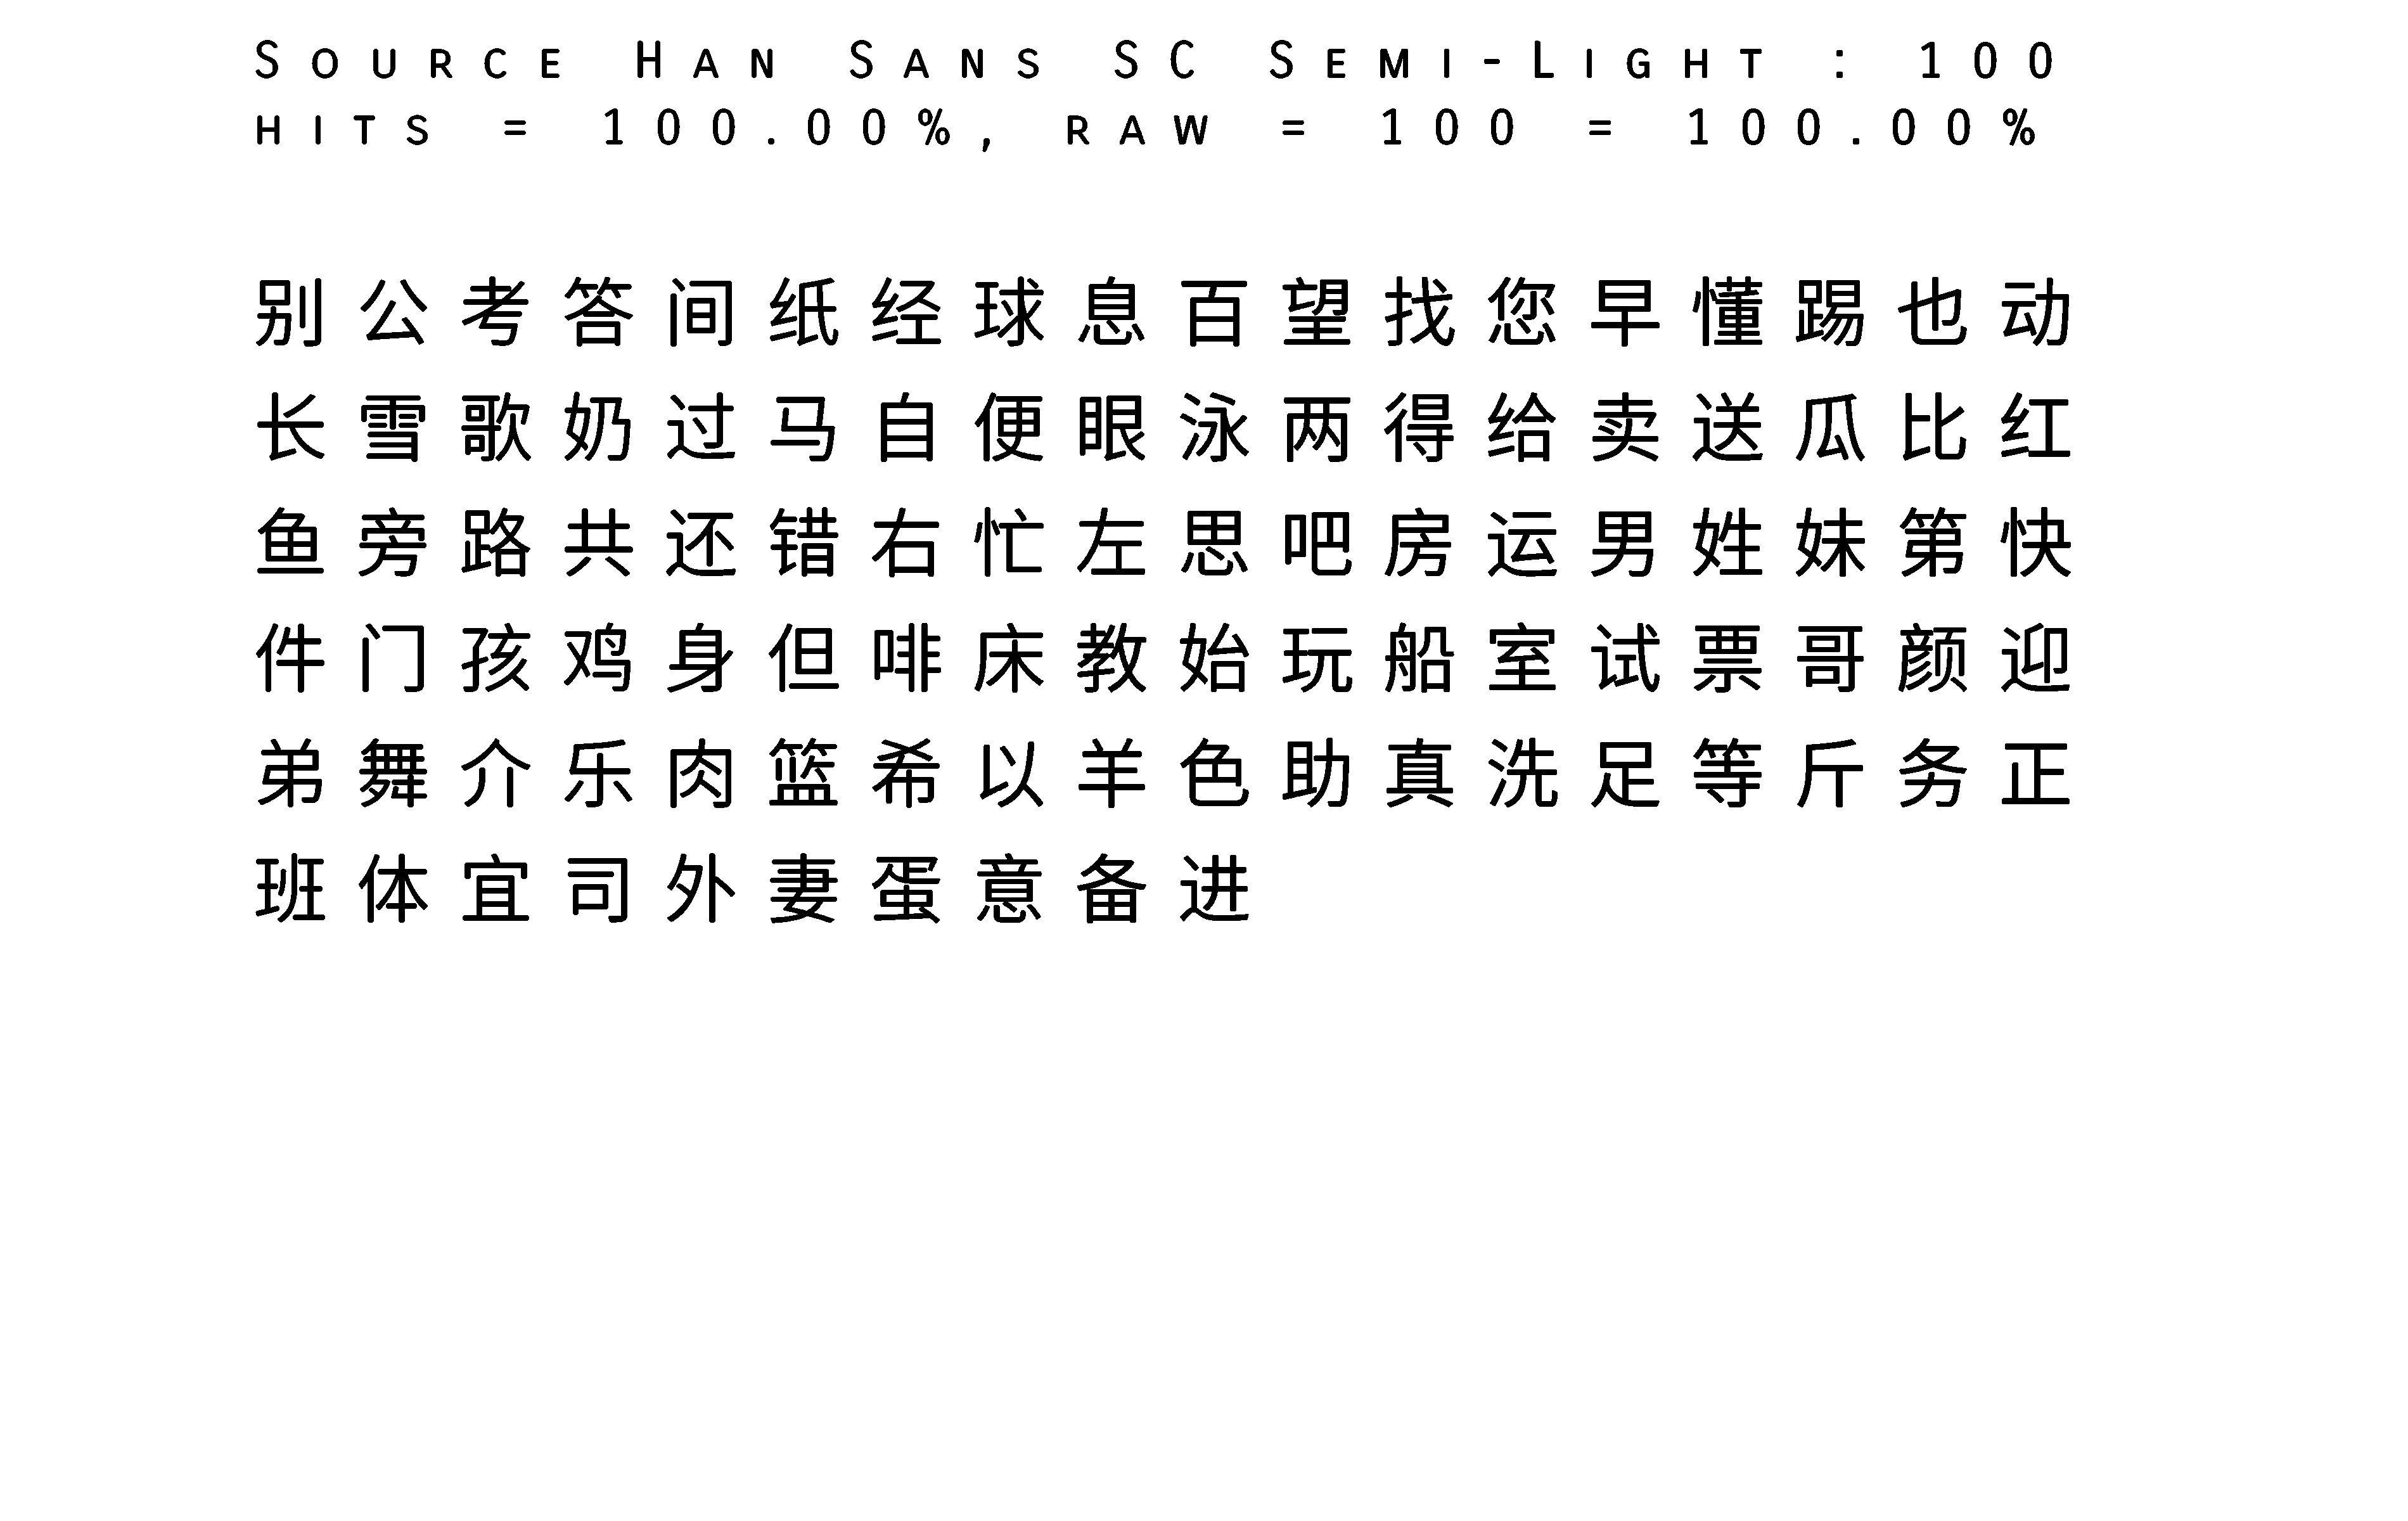 Source Han Sans SC Semi-Light : 100
hits = 100.00%, raw = 100 = 100.00%
别公考答间纸经球息百望找您早懂踢也动
长雪歌奶过马自便眼泳两得给卖送瓜比红
鱼旁路共还错右忙左思吧房运男姓妹第快
件门孩鸡身但啡床教始玩船室试票哥颜迎
弟舞介乐肉篮希以羊色助真洗足等斤务正
班体宜司外妻蛋意备进